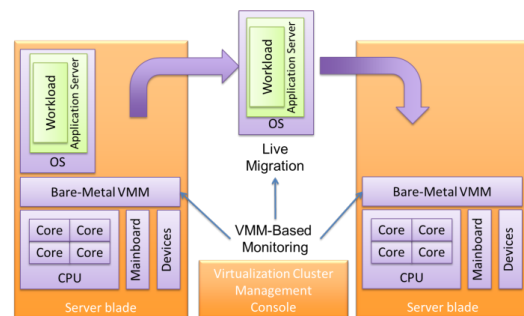 Workload
Application Server
OS
Bare-Metal VMM
Core
Core
Core
Core
CPU
Mainboard
Devices
Server blade
Workload
Application Server
OS
Live
Migration
VMM-Based
Monitoring
Virtualization Cluster
Management
Console
Bare-Metal VMM
Core
Core
Core
Core
CPU
Mainboard
Devices
Server blade